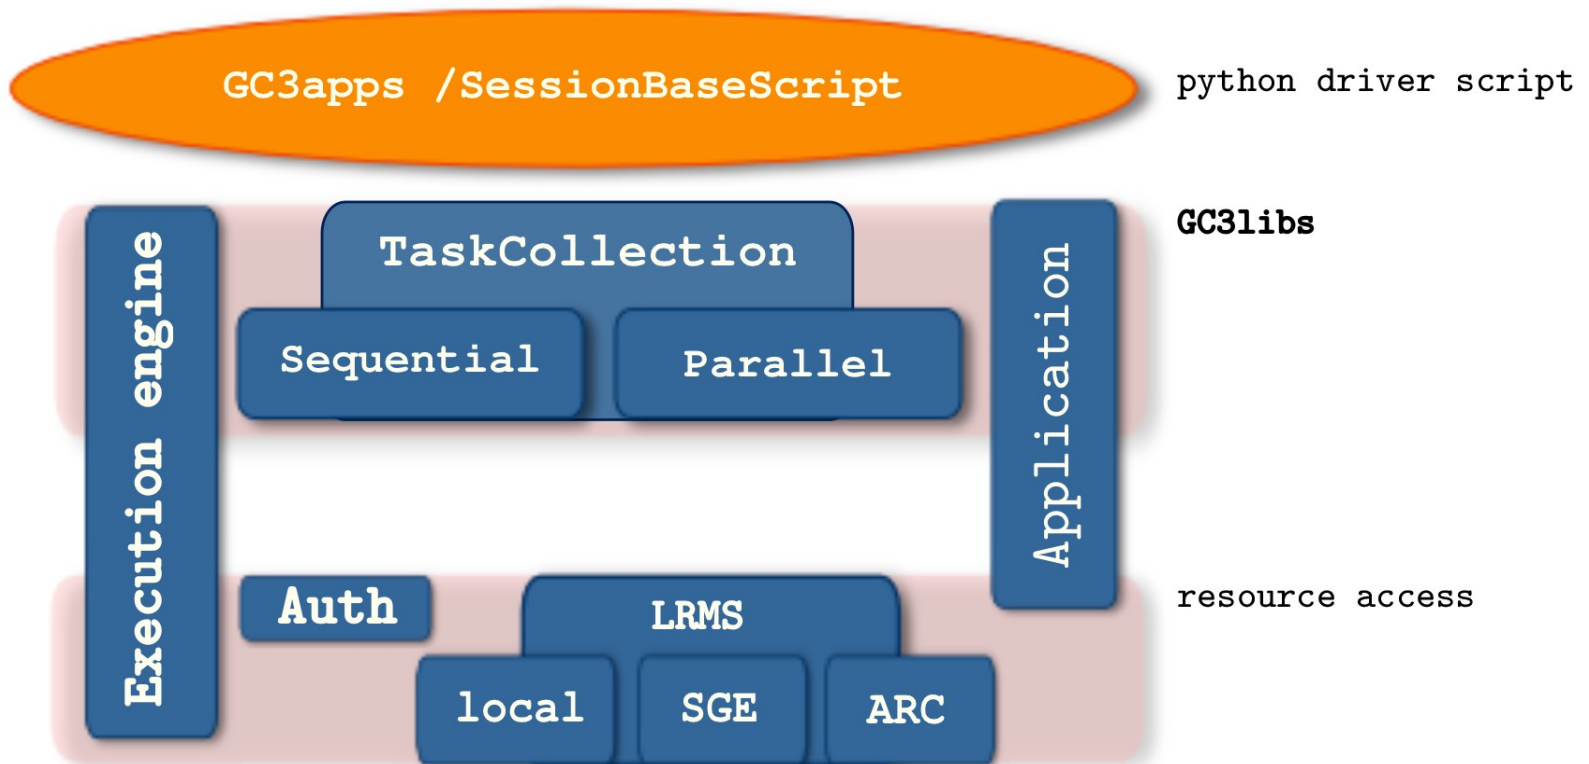 GC3apps /SessionBaseScript
python driver script
GC3libs
Execution engine
TaskCollection
Sequential
Parallel
Application
resource access
Auth
LRMS
local
SGE
ARC